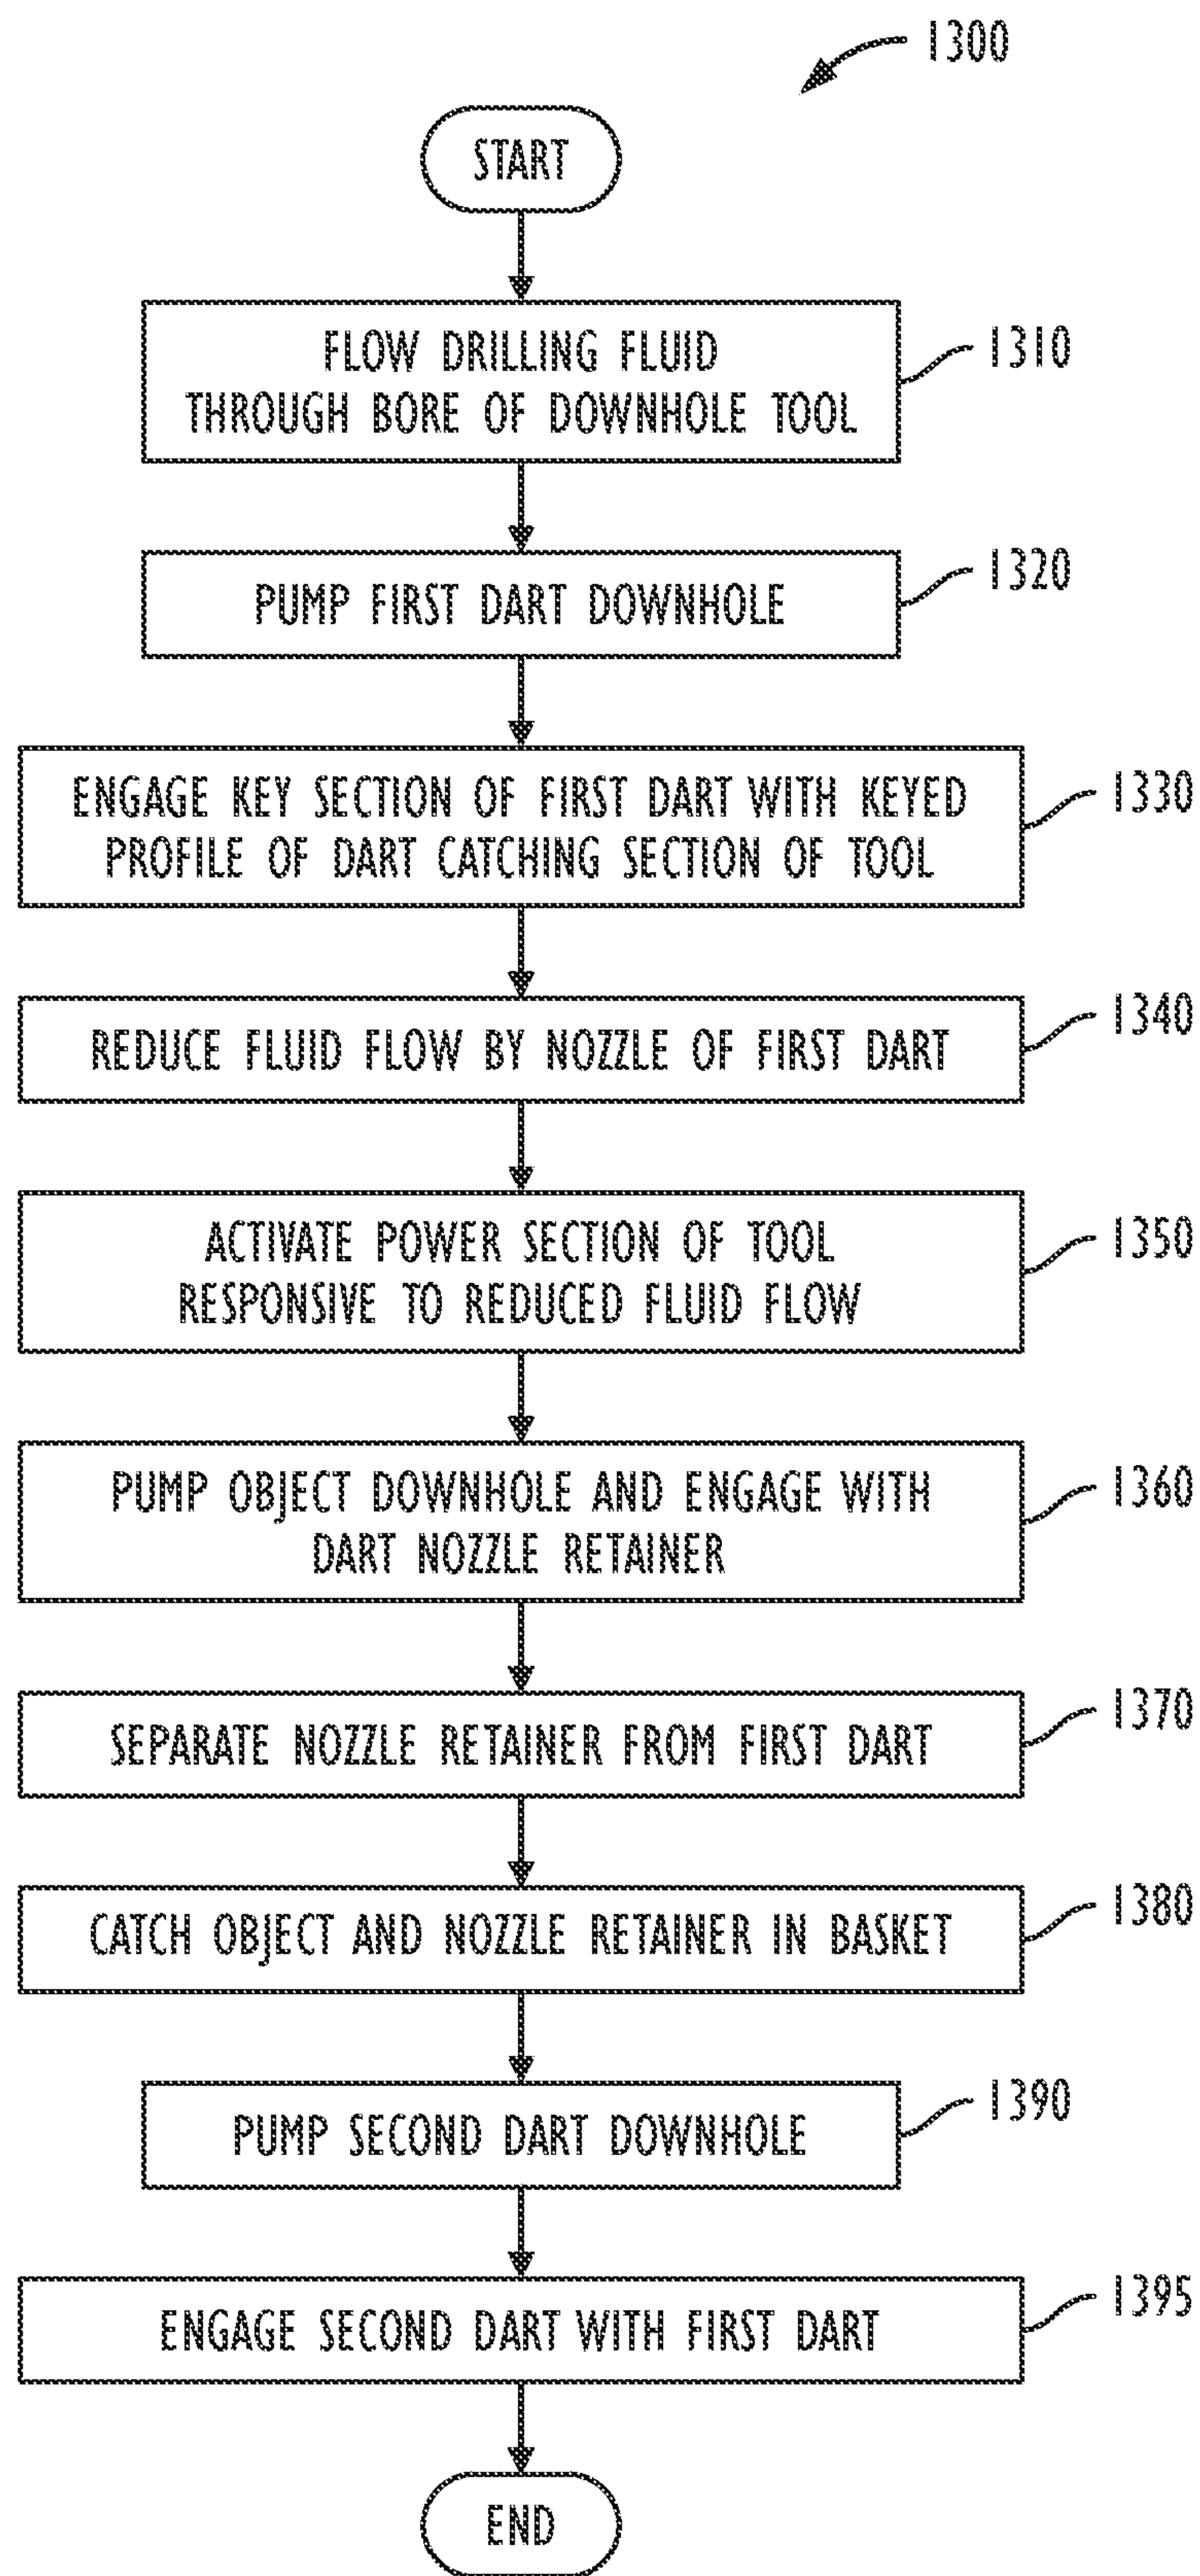 1300
START
FLOW DRILLING FLUID
THROUGH BORE OF DOWNHOLE TOOL
1310
PUMP FIRST DART DOWNHOLE
1320
ENGAGE KEY SECTION OF FIRST DART WITH KEYED
PROFILE OF DART CATCHING SECTION OF TOOL
1330
REDUCE FLUID FLOW BY NOZZLE OF FIRST DART
1340
ACTIVATE POWER SECTION OF TOOL
RESPONSIVE TO REDUCED FLUID FLOW
1350
PUMP OBJECT DOWNHOLE AND ENGAGE WITH
DART NOZZLE RETAINER
1360
SEPARATE NOZZLE RETAINER FROM FIRST DART
1370
CATCH OBJECT AND NOZZLE RETAINER IN BASKET
1380
PUMP SECOND DART DOWNHOLE
1390
ENGAGE SECOND DART WITH FIRST DART
1395
END